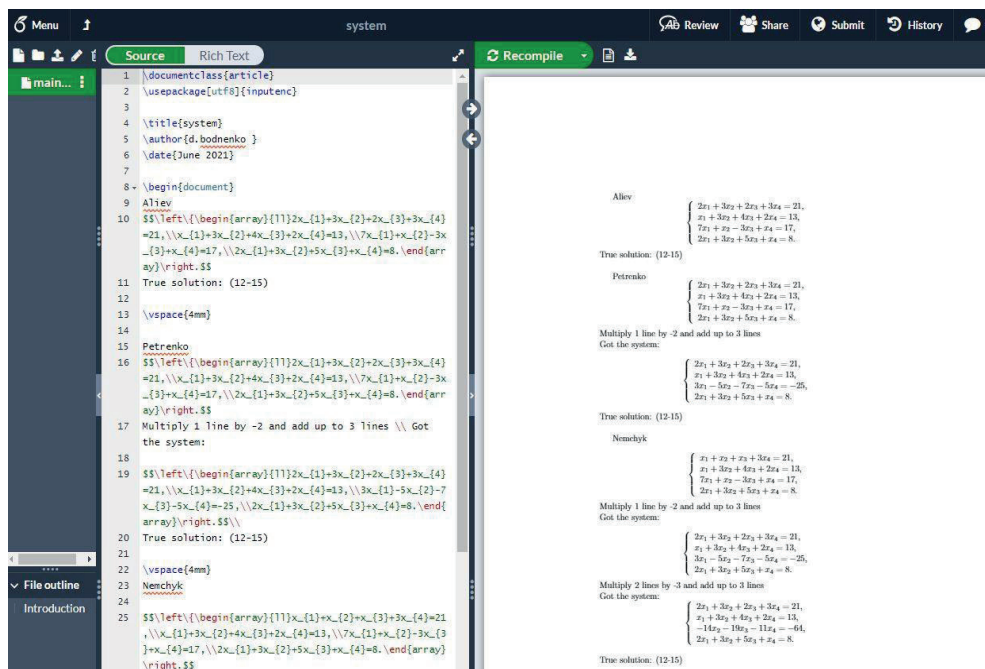 Menu
system
Review
Share
Submit
History
Source
Rich Text
Recompile
main...
1 \documentclass{article}
2 \usepackage[utf8]{inputenc}
3
4 \title{system}
5 \author{d.bodnenko }
6 \date{June 2021}
7
8 \begin{document}
9 Aliev
10 $$\left\{\begin{array}{ll}2x_{1}+3x_{2}+2x_{3}+3x_{4}
=21,\\x_{1}+3x_{2}+4x_{3}+2x_{4}=13,\\7x_{1}+x_{2}-3x
_{3}+x_{4}=17,\\2x_{1}+3x_{2}+5x_{3}+x_{4}=8.\end{arr
ay}\right.$$
11 True solution: (12-15)
12
13 \vspace{4mm}
14
15 Petrenko
16 $$\left\{\begin{array}{ll}2x_{1}+3x_{2}+2x_{3}+3x_{4}
=21,\\x_{1}+3x_{2}+4x_{3}+2x_{4}=13,\\7x_{1}+x_{2}-3x
_{3}+x_{4}=17,\\2x_{1}+3x_{2}+5x_{3}+x_{4}=8.\end{arr
ay}\right.$$
17 Multiply 1 line by -2 and add up to 3 lines \\ Got
the system:
18
19 $$\left\{\begin{array}{ll}2x_{1}+3x_{2}+2x_{3}+3x_{4}
=21,\\x_{1}+3x_{2}+4x_{3}+2x_{4}=13,\\3x_{1}-5x_{2}-7
x_{3}-5x_{4}=-25,\\2x_{1}+3x_{2}+5x_{3}+x_{4}=8.\end{
array}\right.$$\\
20 True solution: (12-15)
21
22 \vspace{4mm}
23 Nemchyk
24
25 $$\left\{\begin{array}{ll}x_{1}+x_{2}+x_{3}+3x_{4}=21
,\\x_{1}+3x_{2}+4x_{3}+2x_{4}=13,\\7x_{1}+x_{2}-3x_{3
}+x_{4}=17,\\2x_{1}+3x_{2}+5x_{3}+x_{4}=8.\end{array}
\right.$$
File outline
Introduction
Aliev
2x₁ + 3x₂ + 2x₃ + 3x₄ = 21,
x₁ + 3x₂ + 4x₃ + 2x₄ = 13,
7x₁ + x₂ − 3x₃ + x₄ = 17,
2x₁ + 3x₂ + 5x₃ + x₄ = 8.
True solution: (12-15)
Petrenko
2x₁ + 3x₂ + 2x₃ + 3x₄ = 21,
x₁ + 3x₂ + 4x₃ + 2x₄ = 13,
7x₁ + x₂ − 3x₃ + x₄ = 17,
2x₁ + 3x₂ + 5x₃ + x₄ = 8.
Multiply 1 line by -2 and add up to 3 lines
Got the system:
2x₁ + 3x₂ + 2x₃ + 3x₄ = 21,
x₁ + 3x₂ + 4x₃ + 2x₄ = 13,
3x₁ − 5x₂ − 7x₃ − 5x₄ = −25,
2x₁ + 3x₂ + 5x₃ + x₄ = 8.
True solution: (12-15)
Nemchyk
x₁ + x₂ + x₃ + 3x₄ = 21,
x₁ + 3x₂ + 4x₃ + 2x₄ = 13,
7x₁ + x₂ − 3x₃ + x₄ = 17,
2x₁ + 3x₂ + 5x₃ + x₄ = 8.
Multiply 1 line by -2 and add up to 3 lines
Got the system:
2x₁ + 3x₂ + 2x₃ + 3x₄ = 21,
x₁ + 3x₂ + 4x₃ + 2x₄ = 13,
3x₁ − 5x₂ − 7x₃ − 5x₄ = −25,
2x₁ + 3x₂ + 5x₃ + x₄ = 8.
Multiply 2 lines by -3 and add up to 3 lines
Got the system:
2x₁ + 3x₂ + 2x₃ + 3x₄ = 21,
x₁ + 3x₂ + 4x₃ + 2x₄ = 13,
−14x₂ − 19x₃ − 11x₄ = −64,
2x₁ + 3x₂ + 5x₃ + x₄ = 8.
True solution: (12-15)